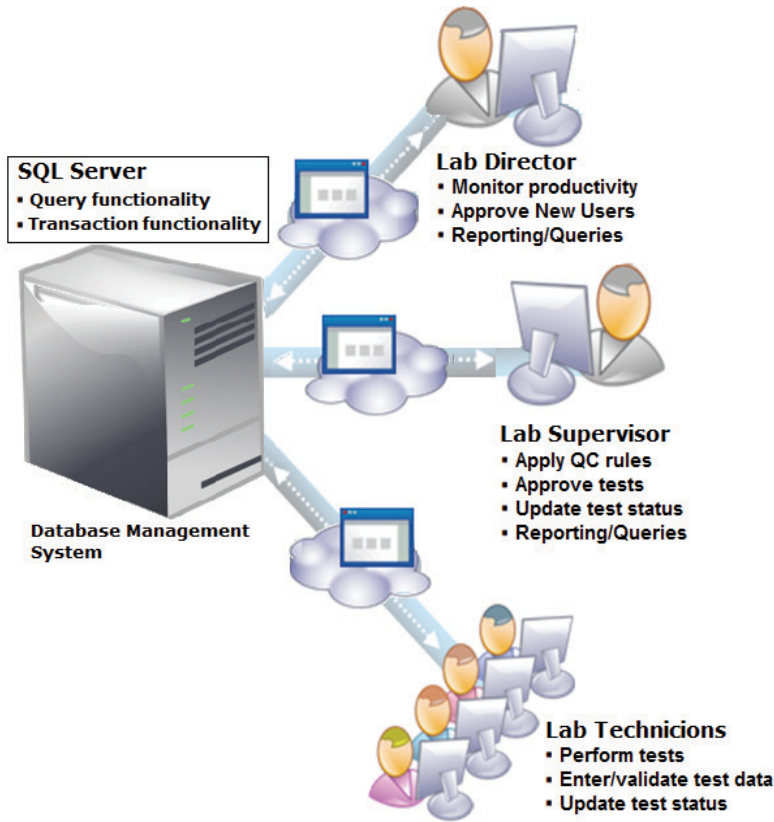 SQL Server
▪ Query functionality
▪ Transaction functionality
Database Management
System
Lab Director
▪ Monitor productivity
▪ Approve New Users
▪ Reporting/Queries
Lab Supervisor
▪ Apply QC rules
▪ Approve tests
▪ Update test status
▪ Reporting/Queries
Lab Technicions
▪ Perform tests
▪ Enter/validate test data
▪ Update test status